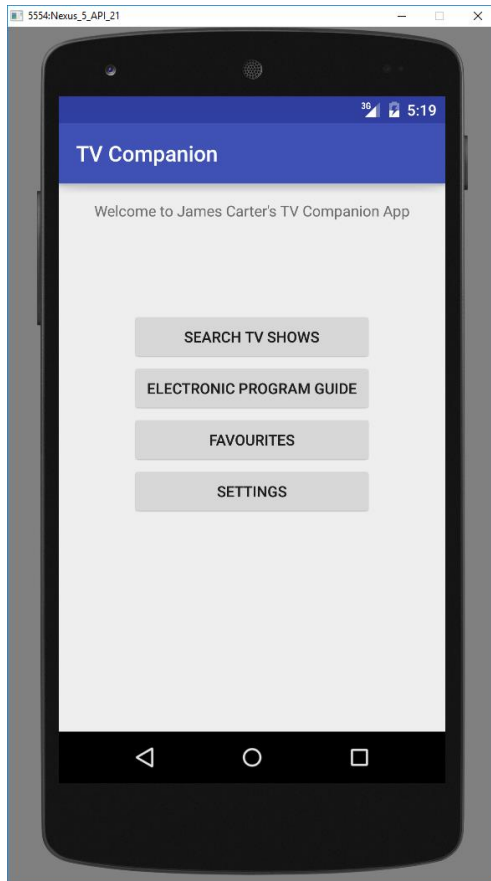 5554:Nexus_5_API_21
3G 5:19
TV Companion
Welcome to James Carter's TV Companion App
SEARCH TV SHOWS
ELECTRONIC PROGRAM GUIDE
FAVOURITES
SETTINGS